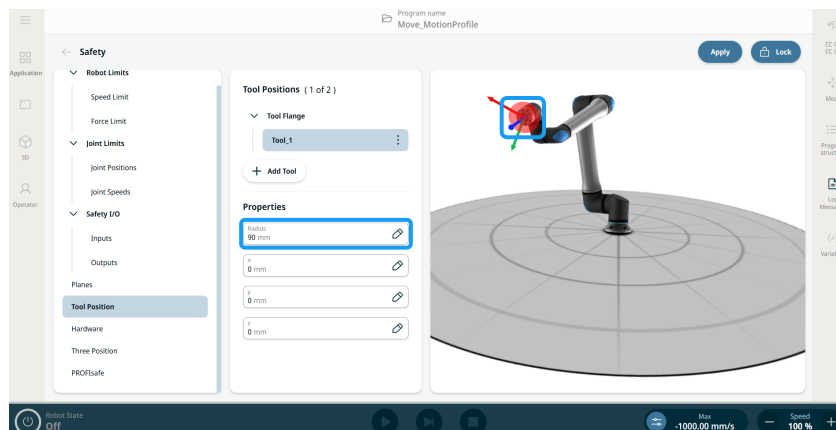 Program name
Move_MotionProfile
Safety
Apply
Lock
Application
3D
Operator
Robot Limits
Speed Limit
Force Limit
Joint Limits
Joint Positions
Joint Speeds
Safety I/O
Inputs
Outputs
Planes
Tool Position
Hardware
Three Position
PROFIsafe
Tool Positions ( 1 of 2 )
Tool Flange
Tool_1
Add Tool
Properties
Radius
90 mm
x
0 mm
y
0 mm
z
0 mm
Robot State
Off
Max
-1000.00 mm/s
Speed
100 %